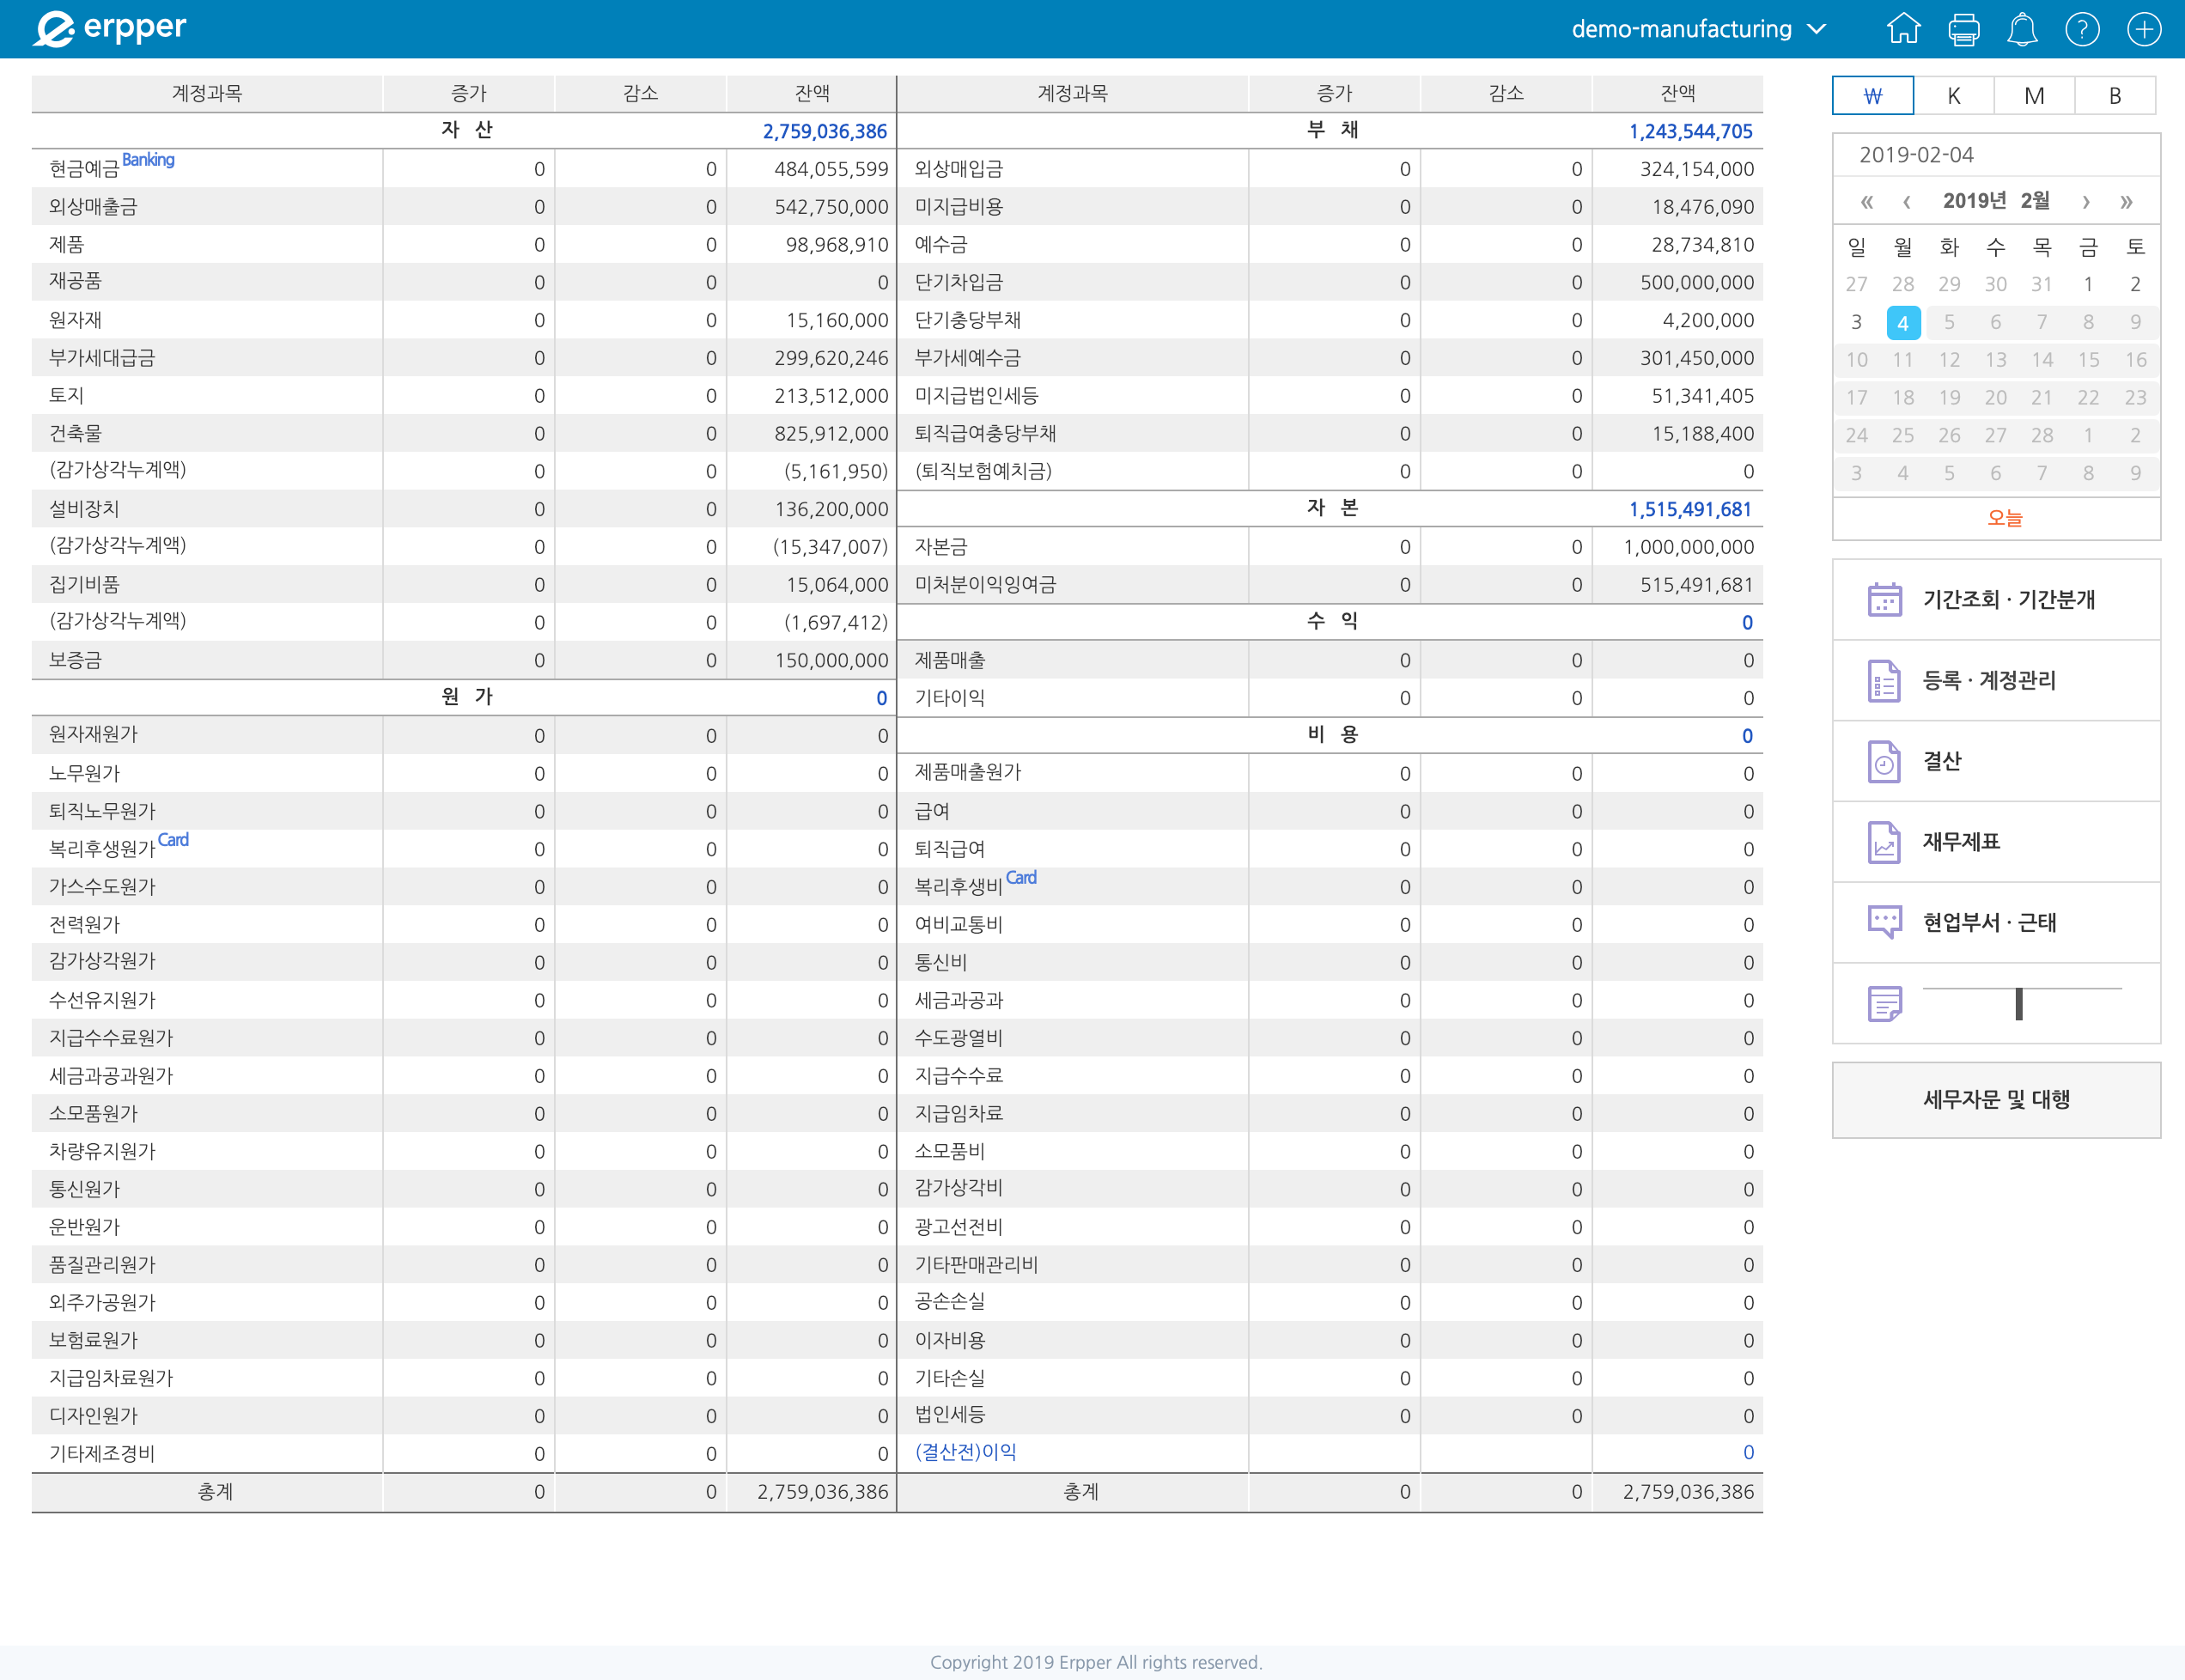 erpper
demo-manufacturing
계정과목 증가 감소 잔액 계정과목 증가 감소 잔액
자 산 2,759,036,386 부 채 1,243,544,705
현금예금 Banking 0 0 484,055,599 외상매입금 0 0 324,154,000
외상매출금 0 0 542,750,000 미지급비용 0 0 18,476,090
제품 0 0 98,968,910 예수금 0 0 28,734,810
재공품 0 0 0 단기차입금 0 0 500,000,000
원자재 0 0 15,160,000 단기충당부채 0 0 4,200,000
부가세대급금 0 0 299,620,246 부가세예수금 0 0 301,450,000
토지 0 0 213,512,000 미지급법인세등 0 0 51,341,405
건축물 0 0 825,912,000 퇴직급여충당부채 0 0 15,188,400
(감가상각누계액) 0 0 (5,161,950) (퇴직보험예치금) 0 0 0
설비장치 0 0 136,200,000 자 본 1,515,491,681
(감가상각누계액) 0 0 (15,347,007) 자본금 0 0 1,000,000,000
집기비품 0 0 15,064,000 미처분이익잉여금 0 0 515,491,681
(감가상각누계액) 0 0 (1,697,412) 수 익 0
보증금 0 0 150,000,000 제품매출 0 0 0
원 가 0 기타이익 0 0 0
원자재원가 0 0 0 비 용 0
노무원가 0 0 0 제품매출원가 0 0 0
퇴직노무원가 0 0 0 급여 0 0 0
복리후생원가 Card 0 0 0 퇴직급여 0 0 0
가스수도원가 0 0 0 복리후생비 Card 0 0 0
전력원가 0 0 0 여비교통비 0 0 0
감가상각원가 0 0 0 통신비 0 0 0
수선유지원가 0 0 0 세금과공과 0 0 0
지급수수료원가 0 0 0 수도광열비 0 0 0
세금과공과원가 0 0 0 지급수수료 0 0 0
소모품원가 0 0 0 지급임차료 0 0 0
차량유지원가 0 0 0 소모품비 0 0 0
통신원가 0 0 0 감가상각비 0 0 0
운반원가 0 0 0 광고선전비 0 0 0
품질관리원가 0 0 0 기타판매관리비 0 0 0
외주가공원가 0 0 0 공손손실 0 0 0
보험료원가 0 0 0 이자비용 0 0 0
지급임차료원가 0 0 0 기타손실 0 0 0
디자인원가 0 0 0 법인세등 0 0 0
기타제조경비 0 0 0 (결산전)이익 0
총계 0 0 2,759,036,386 총계 0 0 2,759,036,386
₩ K M B
2019-02-04
« ‹ 2019년 2월 › »
일 월 화 수 목 금 토
27 28 29 30 31 1 2
3 4 5 6 7 8 9
10 11 12 13 14 15 16
17 18 19 20 21 22 23
24 25 26 27 28 1 2
3 4 5 6 7 8 9
오늘
기간조회 · 기간분개
등록 · 계정관리
결산
재무제표
현업부서 · 근태
세무자문 및 대행
Copyright 2019 Erpper All rights reserved.